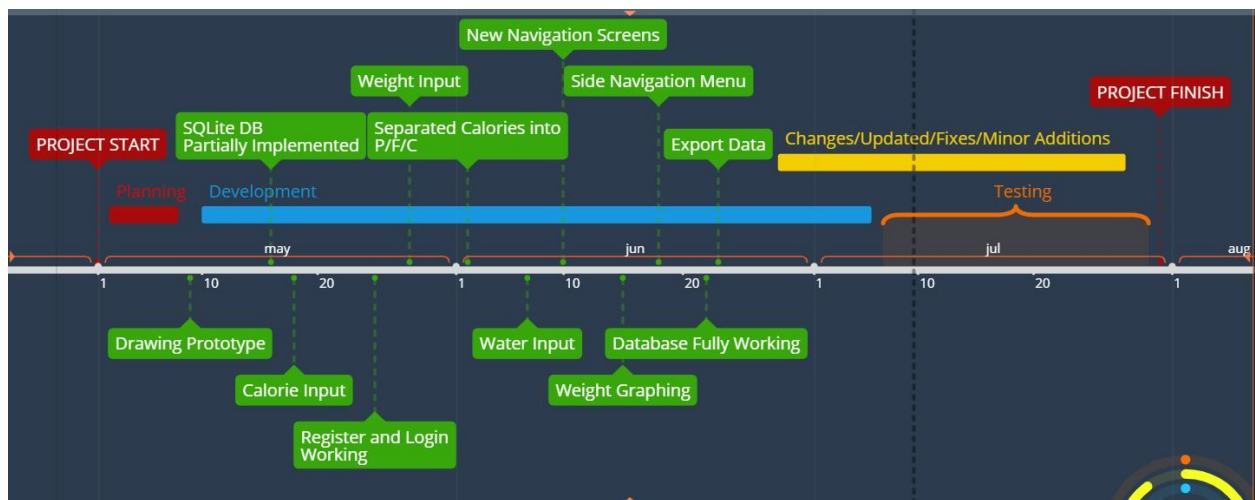 New Navigation Screens
Weight Input
Side Navigation Menu
PROJECT FINISH
PROJECT START
SQLite DB
Partially Implemented
Separated Calories into
P/F/C
Export Data
Changes/Updated/Fixes/Minor Additions
Planning
Development
Testing
may
jun
jul
aug
1
10
20
1
10
20
1
10
20
1
Drawing Prototype
Water Input
Database Fully Working
Calorie Input
Weight Graphing
Register and Login
Working